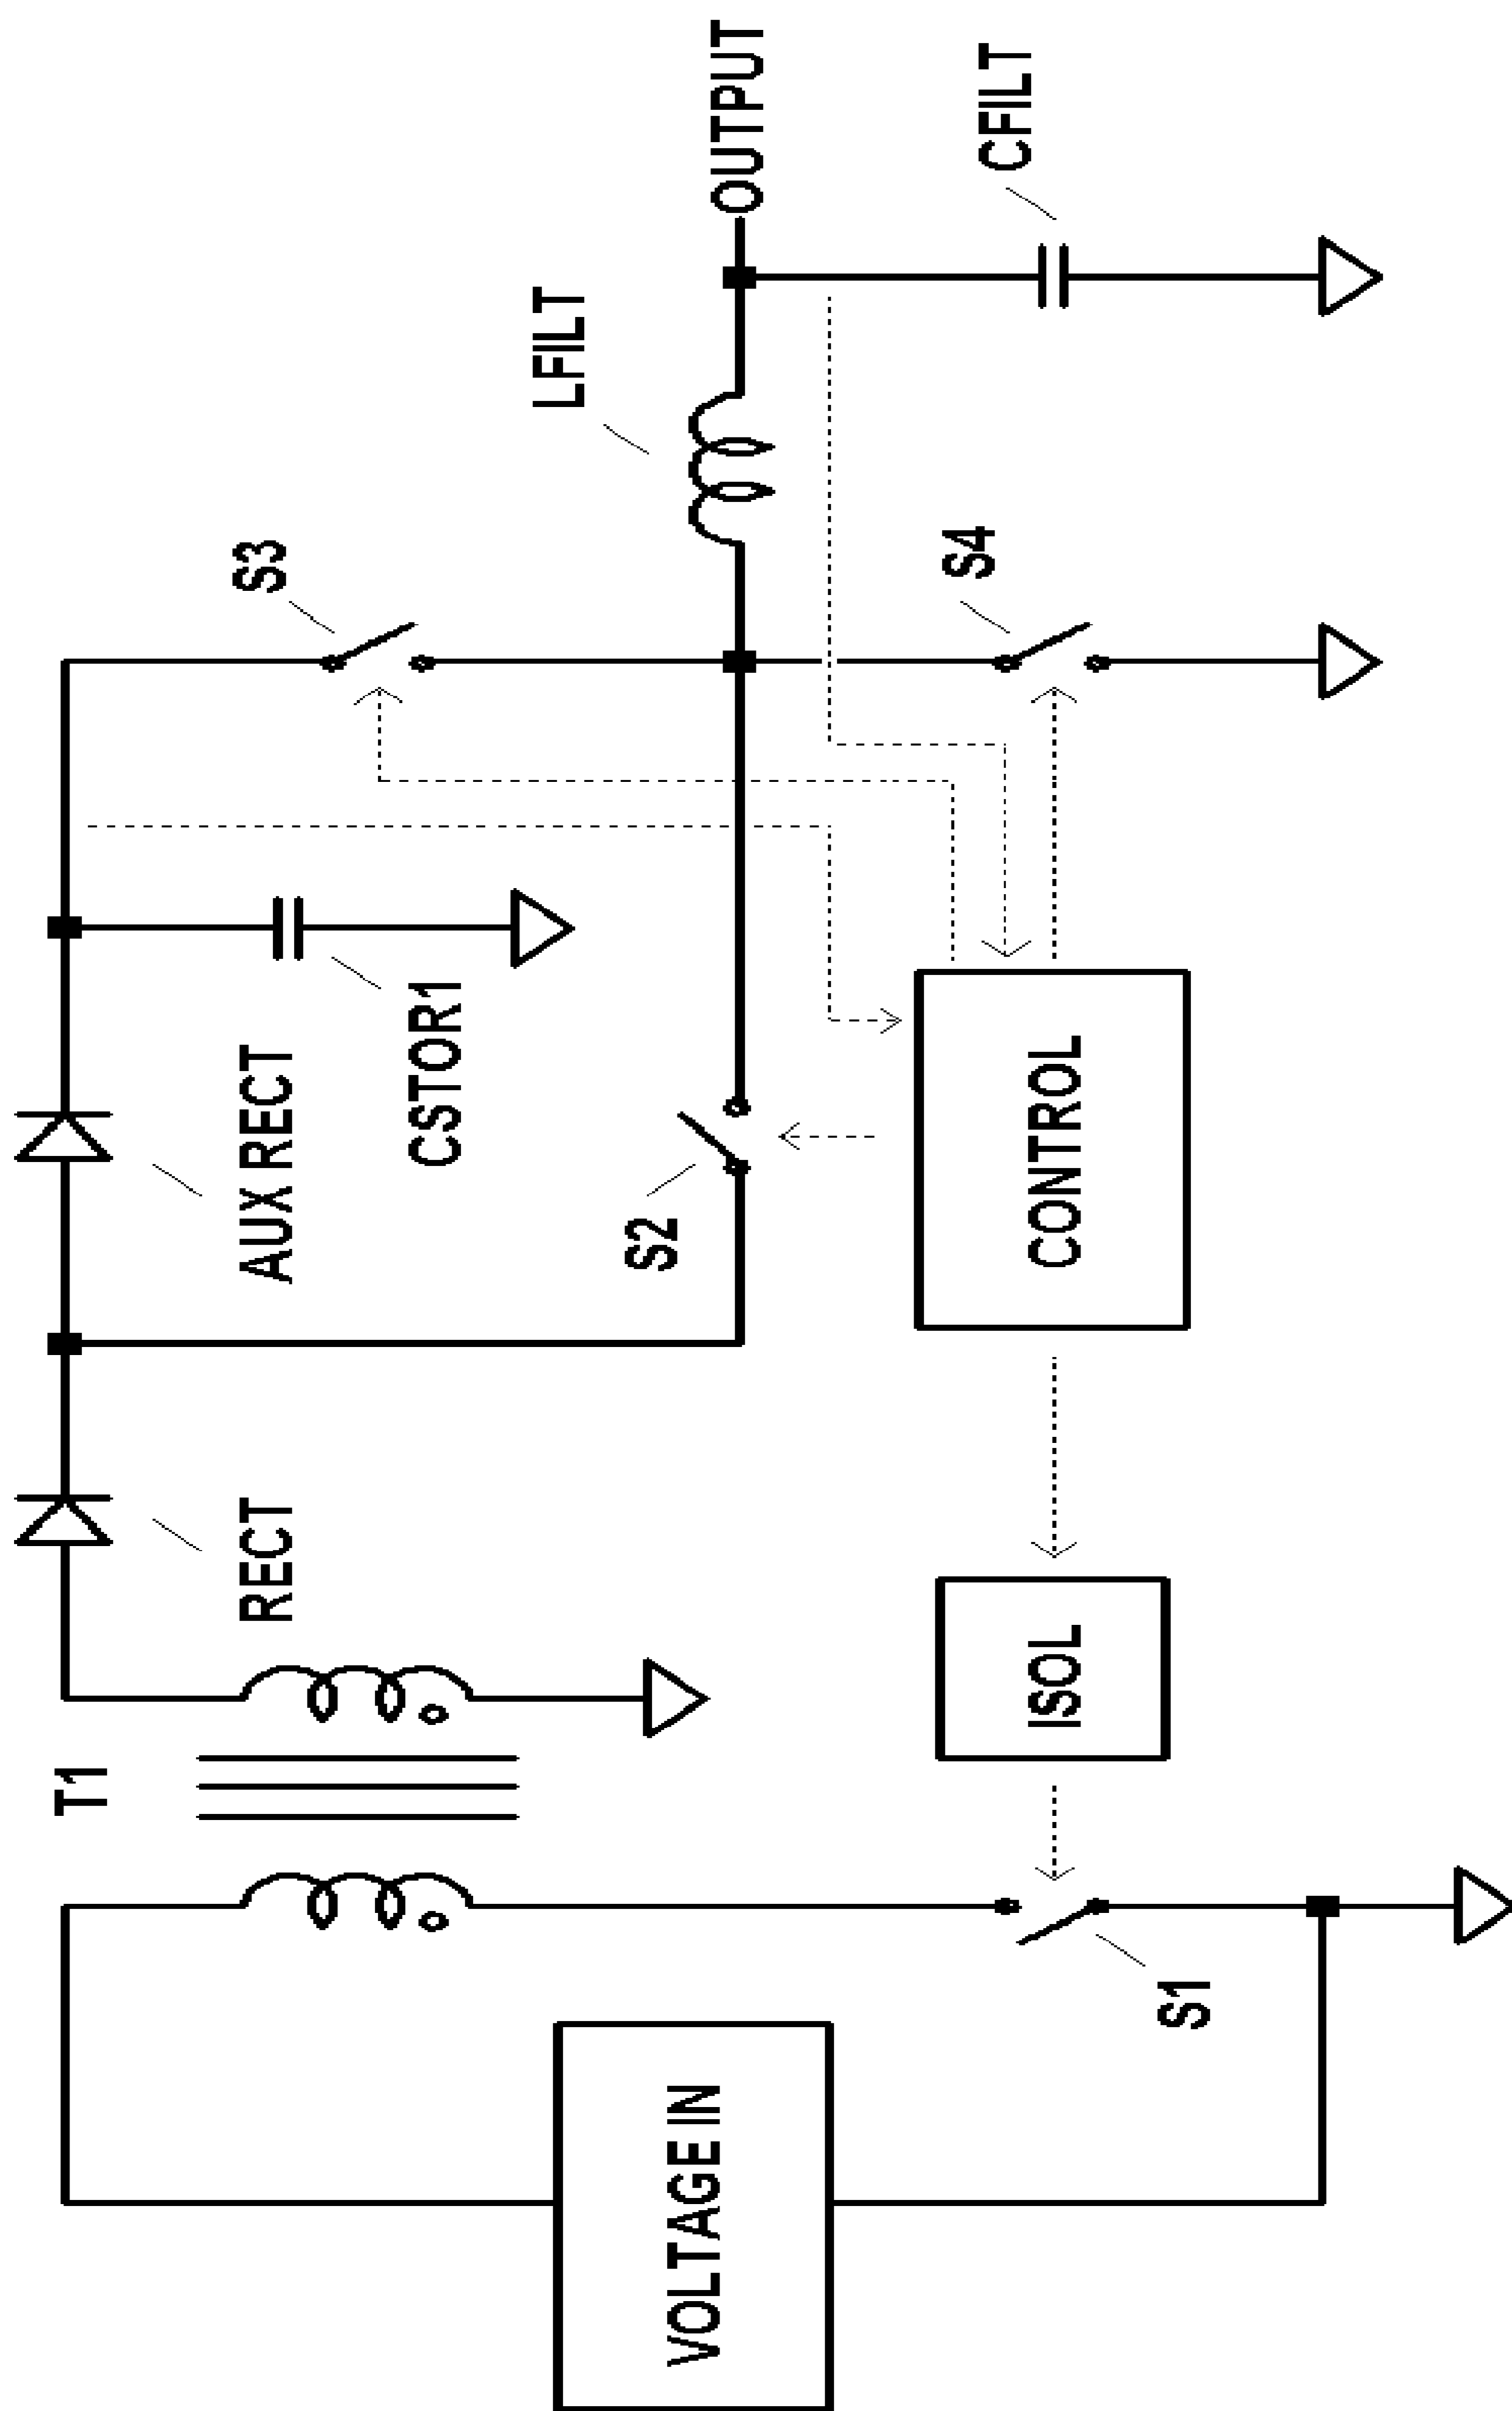 T1
RECT
AUX RECT
CSTOR1
S3
LFILT
OUTPUT
S2
VOLTAGE IN
S1
ISOL
CONTROL
S4
CFILT